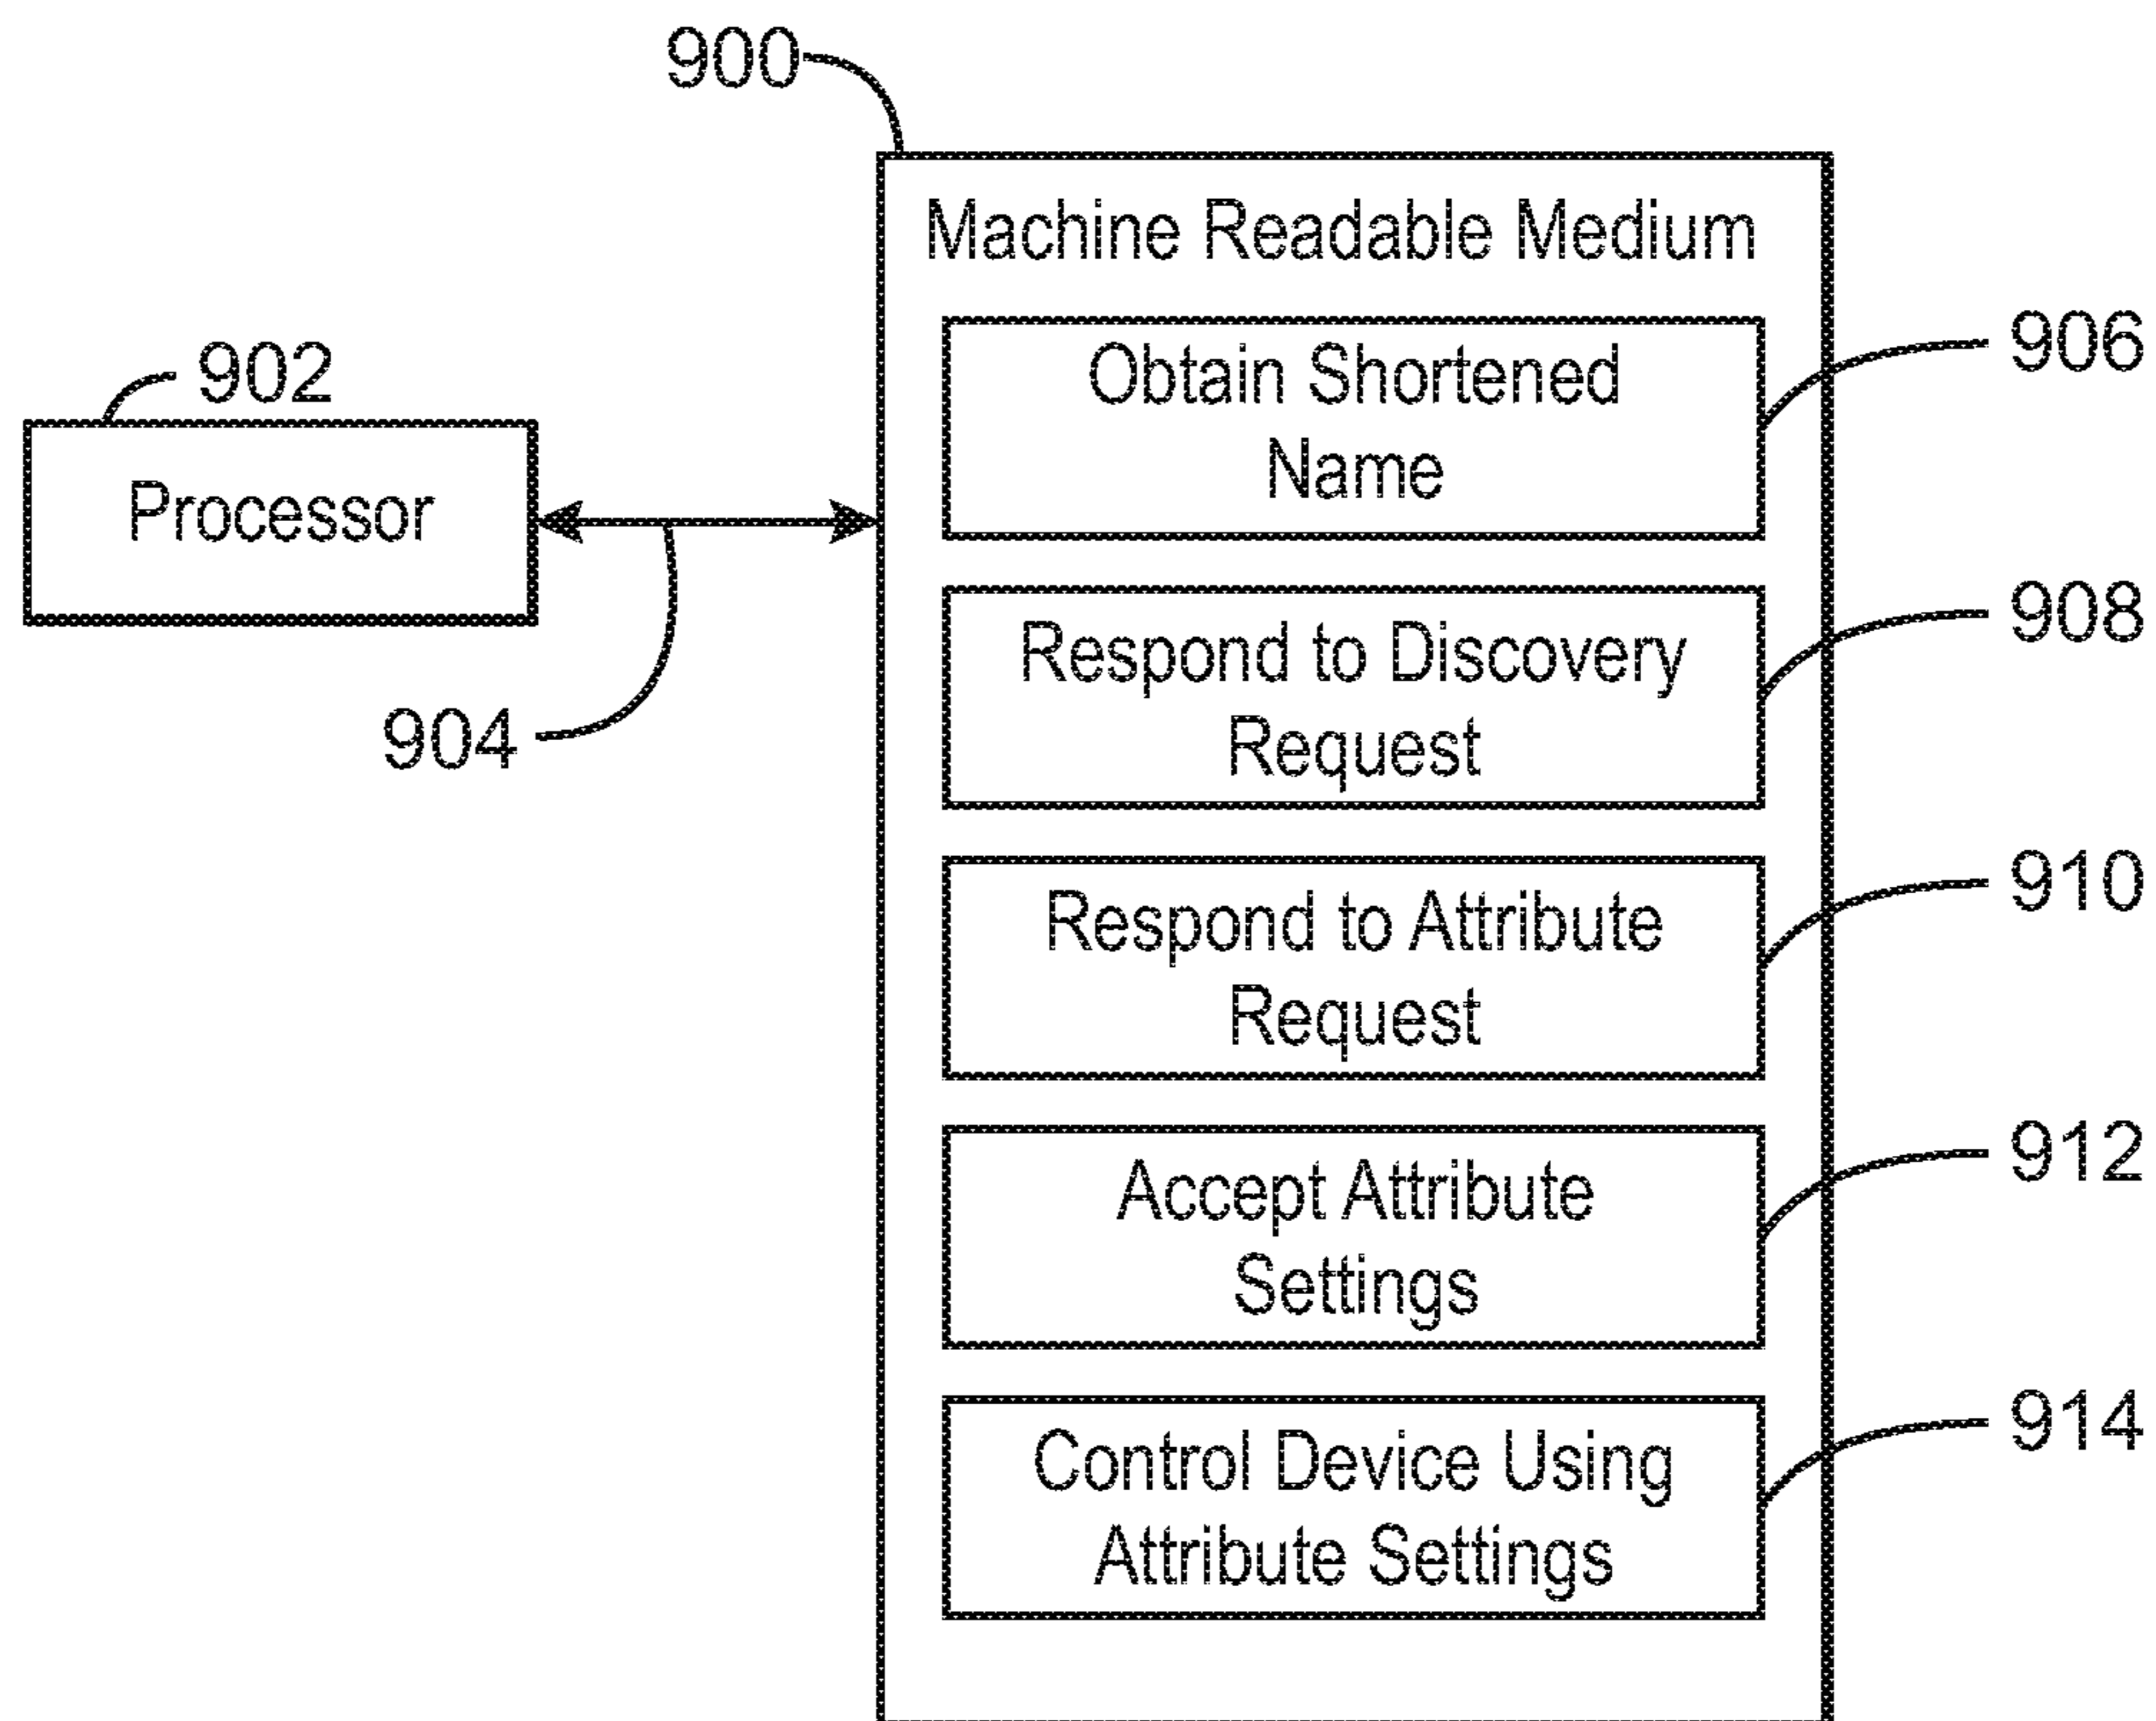 900
Machine Readable Medium
902
Processor
904
Obtain Shortened
Name
906
Respond to Discovery
Request
908
Respond to Attribute
Request
910
Accept Attribute
Settings
912
Control Device Using
Attribute Settings
914